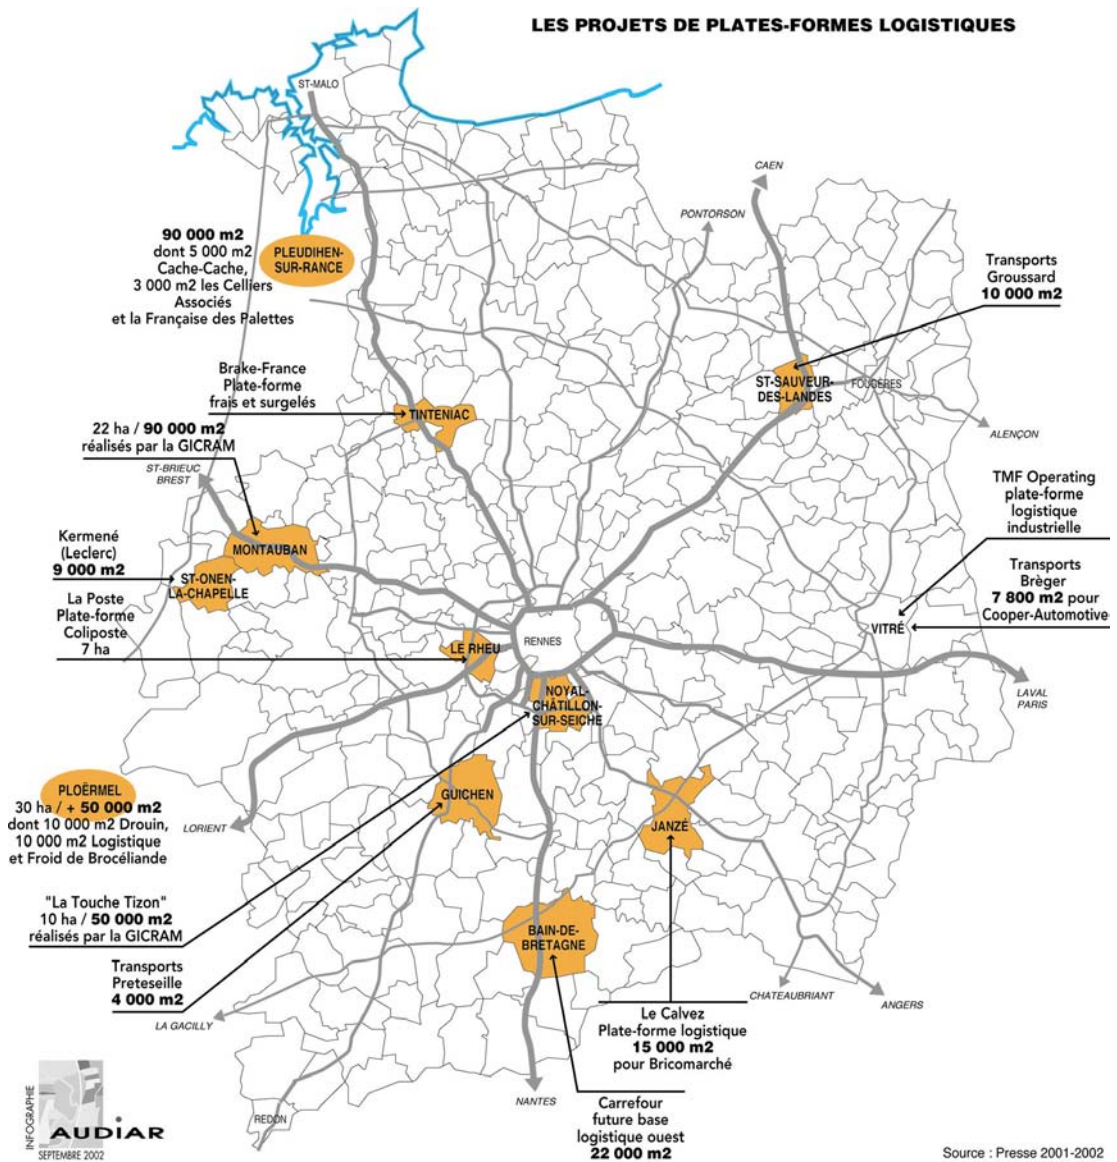 LES PROJETS DE PLATES-FORMES LOGISTIQUES
ST-MALO
CAEN
PONTORSON
90 000 m2
dont 5 000 m2
Cache-Cache,
3 000 m2 les Celliers
Associés
et la Française des Palettes
PLEUDIHEN-
SUR-RANCE
Transports
Groussard
10 000 m2
Brake-France
Plate-forme
frais et surgelés
TINTENIAC
ST-SAUVEUR-
DES-LANDES
FOUGÈRES
ALENÇON
22 ha / 90 000 m2
réalisés par la GICRAM
ST-BRIEUC
BREST
TMF Operating
plate-forme
logistique
industrielle
Kermené
(Leclerc)
9 000 m2
MONTAUBAN
ST-ONEN-
LA-CHAPELLE
Transports
Brèger
7 800 m2 pour
Cooper-Automotive
La Poste
Plate-forme
Coliposte
7 ha
VITRÉ
RENNES
LE RHEU
LAVAL
PARIS
NOYAL-
CHÂTILLON-
SUR-SEICHE
PLOËRMEL
30 ha / + 50 000 m2
dont 10 000 m2 Drouin,
10 000 m2 Logistique
et Froid de Brocéliande
LORIENT
GUICHEN
JANZÉ
"La Touche Tizon"
10 ha / 50 000 m2
réalisés par la GICRAM
BAIN-DE-
BRETAGNE
Transports
Preteseille
4 000 m2
LA GACILLY
CHATEAUBRIANT
ANGERS
Le Calvez
Plate-forme logistique
15 000 m2
pour Bricomarché
NANTES
Carrefour
future base
logistique ouest
22 000 m2
REDON
INFOGRAPHIE
AUDIAR
SEPTEMBRE 2002
Source : Presse 2001-2002